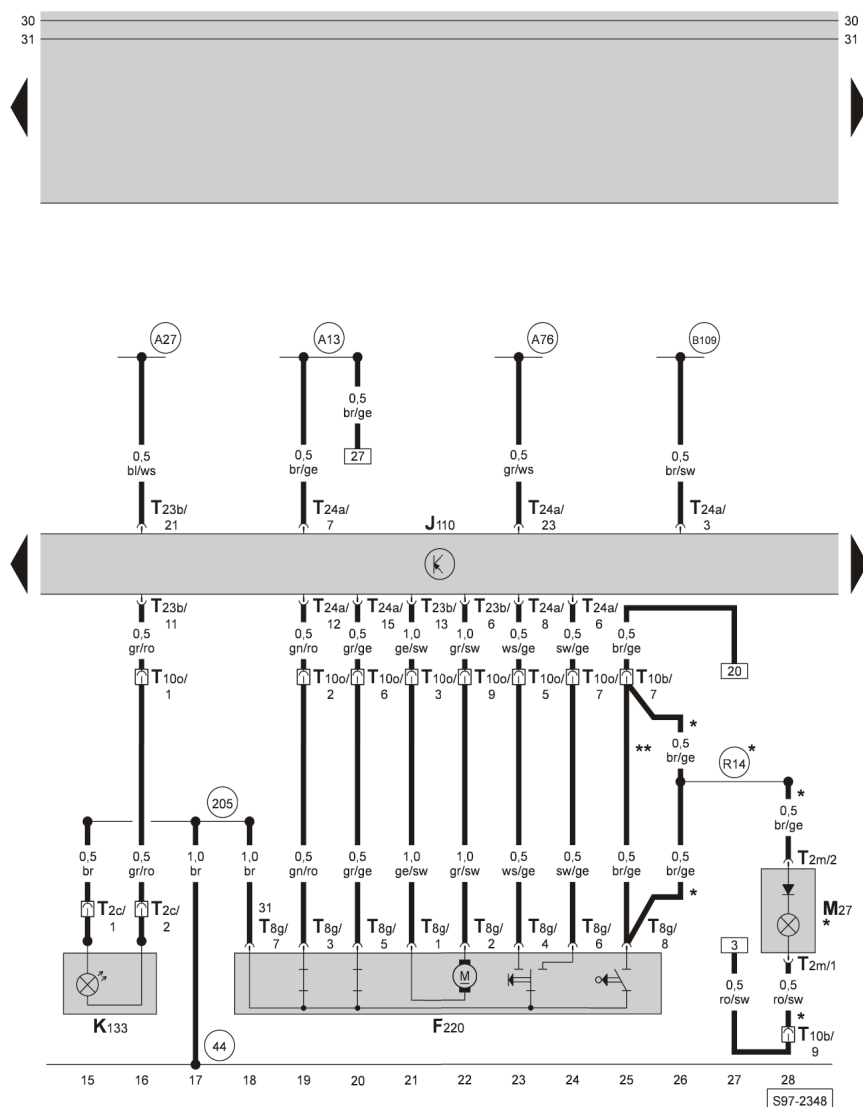 30 30
31 31
A27 A13 A76 B109
0,5
br/ge
27
0,5 0,5 0,5 0,5
bl/ws br/ge gr/ws br/sw
T23b/ T24a/ J110 T24a/ T24a/
21 7 23 3
T23b/ T24a/ T24a/ T23b/ T23b/ T24a/ T24a/
11 12 15 13 6 8 6
0,5 0,5 0,5 1,0 1,0 0,5 0,5 0,5
gr/ro gn/ro gr/ge ge/sw gr/sw ws/ge sw/ge br/ge
20
T10o/ T10o/ T10o/ T10o/ T10o/ T10o/ T10o/ T10b/
1 2 6 3 9 5 7 7
*
** 0,5
br/ge
R14 *
*
205
0,5
br/ge
0,5 0,5 1,0 1,0 0,5 0,5 1,0 1,0 0,5 0,5 0,5 0,5
br gr/ro br br gn/ro gr/ge ge/sw gr/sw ws/ge sw/ge br/ge br/ge
T2m/2
*
T2c/ T2c/
1 2
31
T8g/ T8g/ T8g/ T8g/ T8g/ T8g/ T8g/ T8g/
7 3 5 1 2 4 6 8
M27
*
3
M
T2m/1
0,5 0,5
ro/sw ro/sw
*
K133 F220
T10b/
9
44
15 16 17 18 19 20 21 22 23 24 25 26 27 28
S97-2348